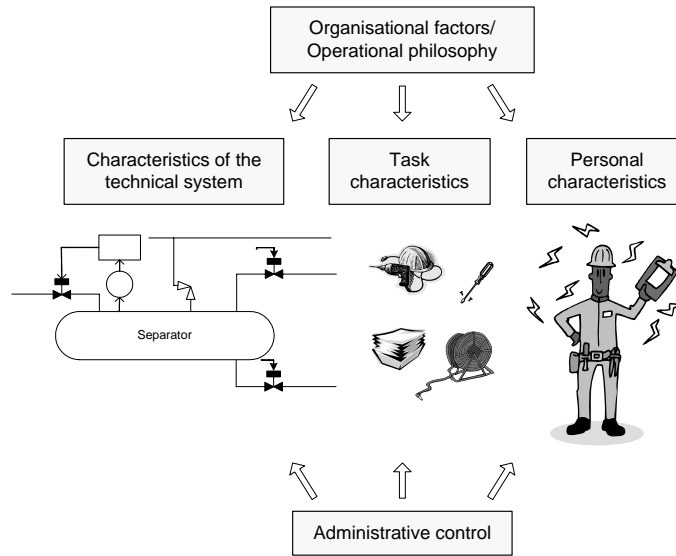 Organisational factors/
Operational philosophy
Characteristics of the
technical system
Task
characteristics
Personal
characteristics
Separator
Administrative control